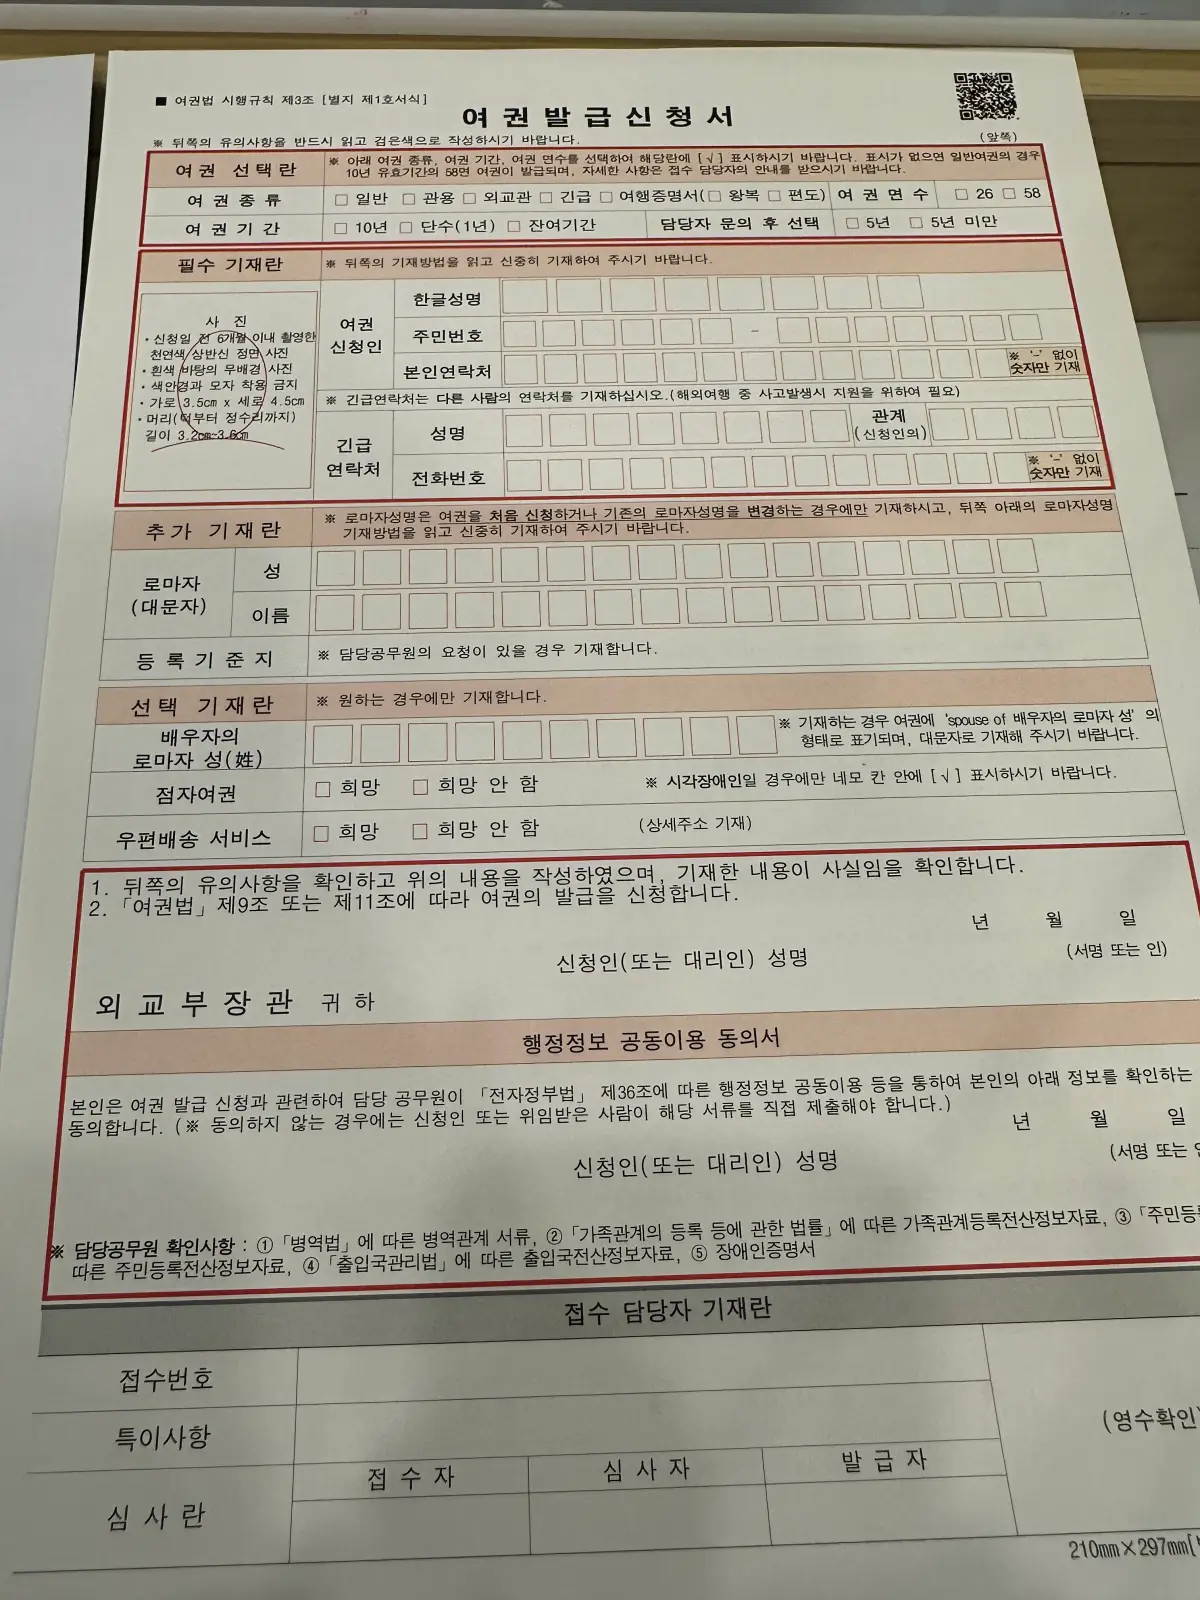 ■ 여권법 시행규칙 제3조 [별지 제1호서식]
여권발급신청서
※ 뒤쪽의 유의사항을 반드시 읽고 검은색으로 작성하시기 바랍니다.
(앞쪽)
여권 선택란
※ 아래 여권 종류, 여권 기간, 여권 면수를 선택하여 해당란에 [√] 표시하시기 바랍니다. 표시가 없으면 일반여권의 경우
10년 유효기간의 58면 여권이 발급되며, 자세한 사항은 접수 담당자의 안내를 받으시기 바랍니다.
여권종류 □ 일반 □ 관용 □ 외교관 □ 긴급 □ 여행증명서(□ 왕복 □ 편도) 여권면수 □ 26 □ 58
여권기간 □ 10년 □ 단수(1년) □ 잔여기간 담당자 문의 후 선택 □ 5년 □ 5년 미만
필수 기재란 ※ 뒤쪽의 기재방법을 읽고 신중히 기재하여 주시기 바랍니다.
사 진
·신청일 전 6개월 이내 촬영한
천연색 상반신 정면 사진
·흰색 바탕의 무배경 사진
·색안경과 모자 착용 금지
·가로 3.5cm x 세로 4.5cm
·머리(턱부터 정수리까지)
길이 3.2cm~3.6cm
여권
신청인
한글성명
주민번호 -
본인연락처 ※ '-' 없이
숫자만 기재
※ 긴급연락처는 다른 사람의 연락처를 기재하십시오.(해외여행 중 사고발생시 지원을 위하여 필요)
긴급
연락처
성명 관계
(신청인의)
전화번호 ※ '-' 없이
숫자만 기재
추가 기재란 ※ 로마자성명은 여권을 처음 신청하거나 기존의 로마자성명을 변경하는 경우에만 기재하시고, 뒤쪽 아래의 로마자성명
기재방법을 읽고 신중히 기재하여 주시기 바랍니다.
로마자
(대문자)
성
이름
등록기준지 ※ 담당공무원의 요청이 있을 경우 기재합니다.
선택 기재란 ※ 원하는 경우에만 기재합니다.
배우자의
로마자 성(姓)
※ 기재하는 경우 여권에 'spouse of 배우자의 로마자 성' 의
형태로 표기되며, 대문자로 기재해 주시기 바랍니다.
점자여권 □ 희망 □ 희망 안 함 ※ 시각장애인일 경우에만 네모 칸 안에 [√] 표시하시기 바랍니다.
우편배송 서비스 □ 희망 □ 희망 안 함 (상세주소 기재)
1. 뒤쪽의 유의사항을 확인하고 위의 내용을 작성하였으며, 기재한 내용이 사실임을 확인합니다.
2.「여권법」제9조 또는 제11조에 따라 여권의 발급을 신청합니다.
년 월 일
신청인(또는 대리인) 성명 (서명 또는 인)
외교부장관 귀하
행정정보 공동이용 동의서
본인은 여권 발급 신청과 관련하여 담당 공무원이 「전자정부법」 제36조에 따른 행정정보 공동이용 등을 통하여 본인의 아래 정보를 확인하는
동의합니다. (※ 동의하지 않는 경우에는 신청인 또는 위임받은 사람이 해당 서류를 직접 제출해야 합니다.)
년 월 일
신청인(또는 대리인) 성명 (서명 또는
※ 담당공무원 확인사항 : ①「병역법」에 따른 병역관계 서류, ②「가족관계의 등록 등에 관한 법률」에 따른 가족관계등록전산정보자료, ③「주민등록
따른 주민등록전산정보자료, ④「출입국관리법」에 따른 출입국전산정보자료, ⑤ 장애인증명서
접수 담당자 기재란
접수번호
특이사항
(영수확인)
심사란
접수자 심사자 발급자
210㎜×297㎜[